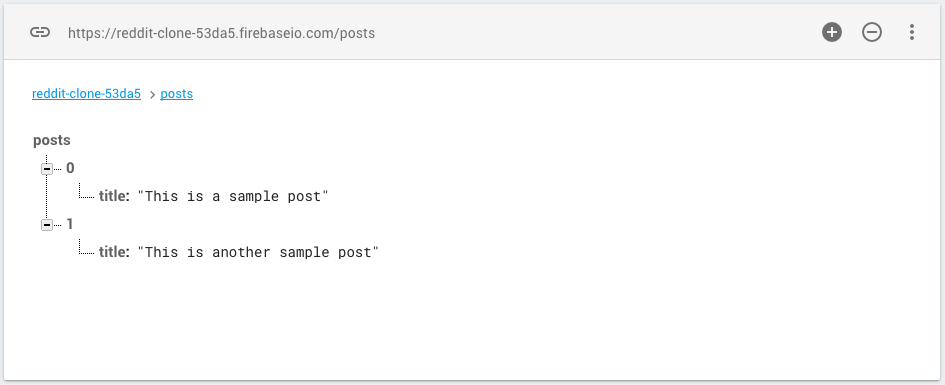 https://reddit-clone-53da5.firebaseio.com/posts
reddit-clone-53da5 > posts
posts
0
title: "This is a sample post"
1
title: "This is another sample post"